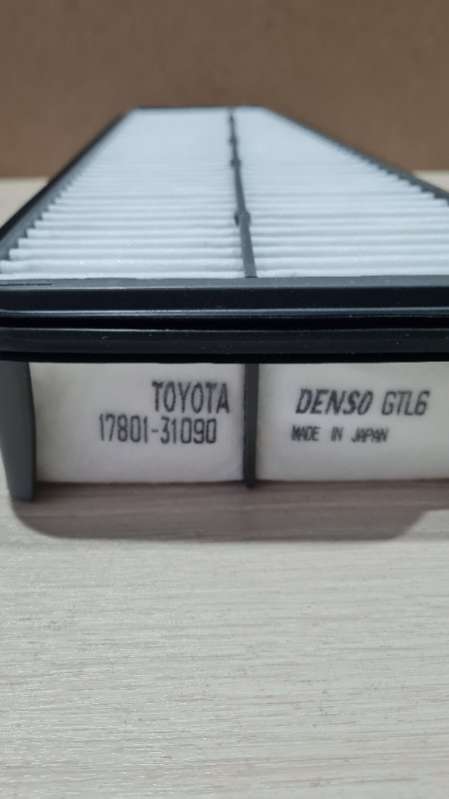 TOYOTA
17801-31090
DENSO GTL6
MADE IN JAPAN